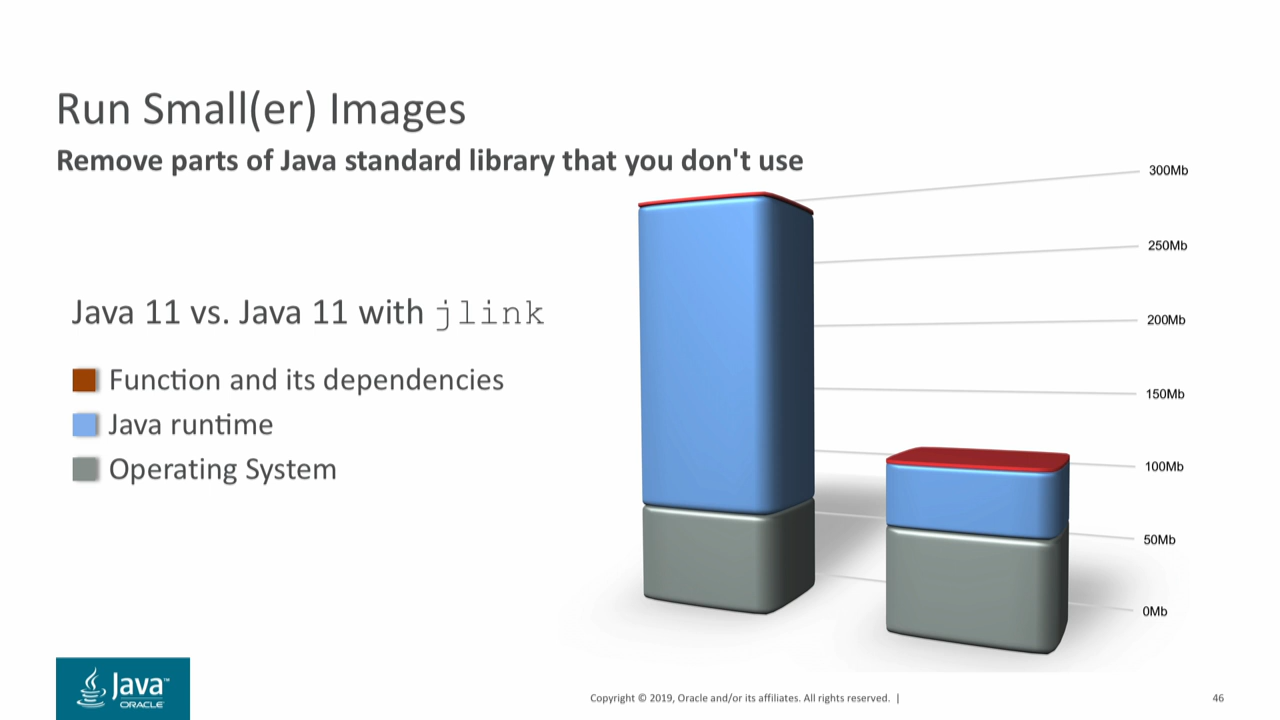 Run Small(er) Images
Remove parts of Java standard library that you don't use
Java 11 vs. Java 11 with jlink
Function and its dependencies
Java runtime
Operating System
300Mb
250Mb
200Mb
150Mb
100Mb
50Mb
0Mb
Java™
ORACLE
Copyright © 2019, Oracle and/or its affiliates. All rights reserved. |
46